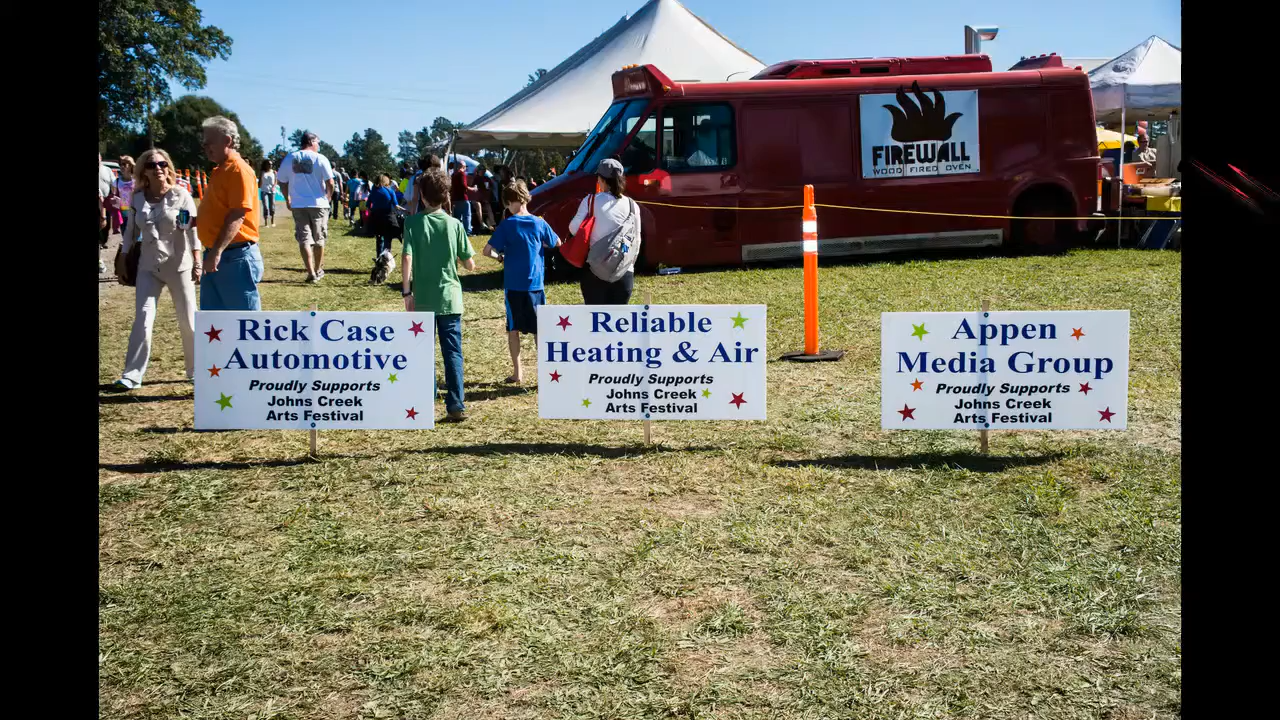 FIREWALL
WOOD FIRED OVEN
Rick Case
Automotive
Proudly Supports
Johns Creek
Arts Festival
Reliable
Heating & Air
Proudly Supports
Johns Creek
Arts Festival
Appen
Media Group
Proudly Supports
Johns Creek
Arts Festival